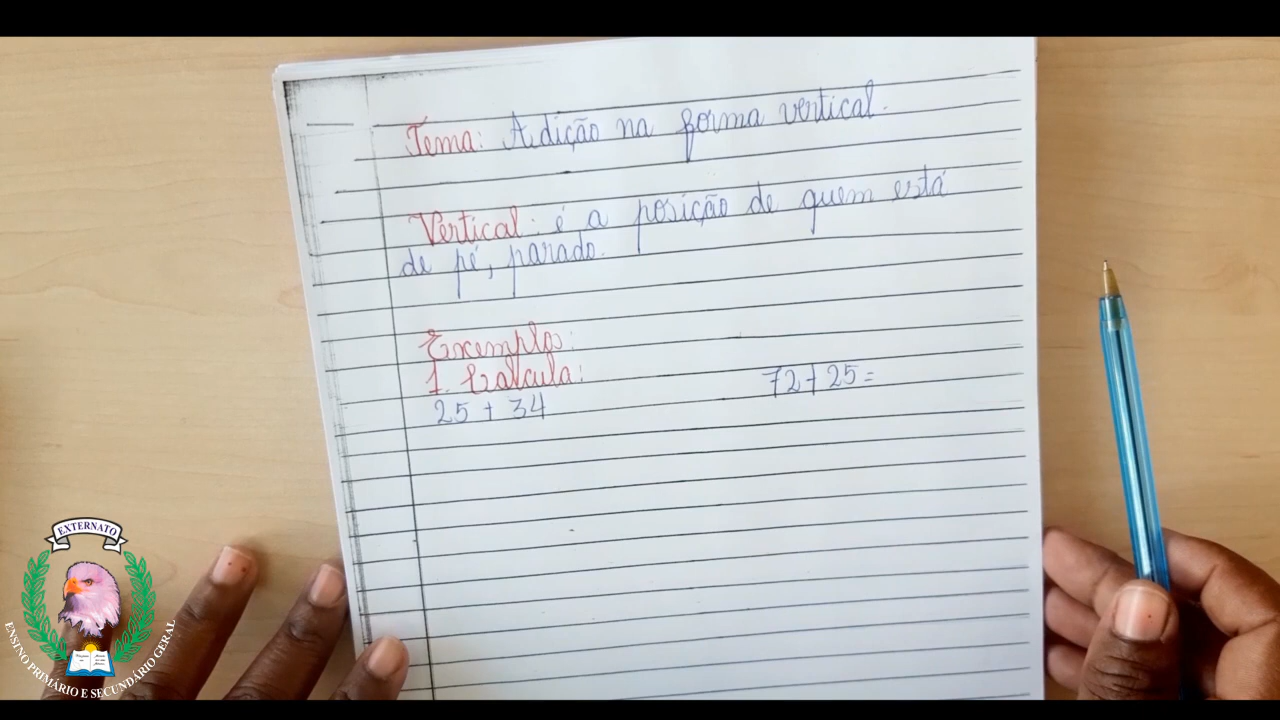 Tema: Adição na forma vertical.
Vertical: é a posição de quem está
de pé, parado.
Exemplos:
1. Calcula:
25 + 34
72 + 25 =
EXTERNATO
ENSINO PRIMÁRIO E SECUNDÁRIO GERAL